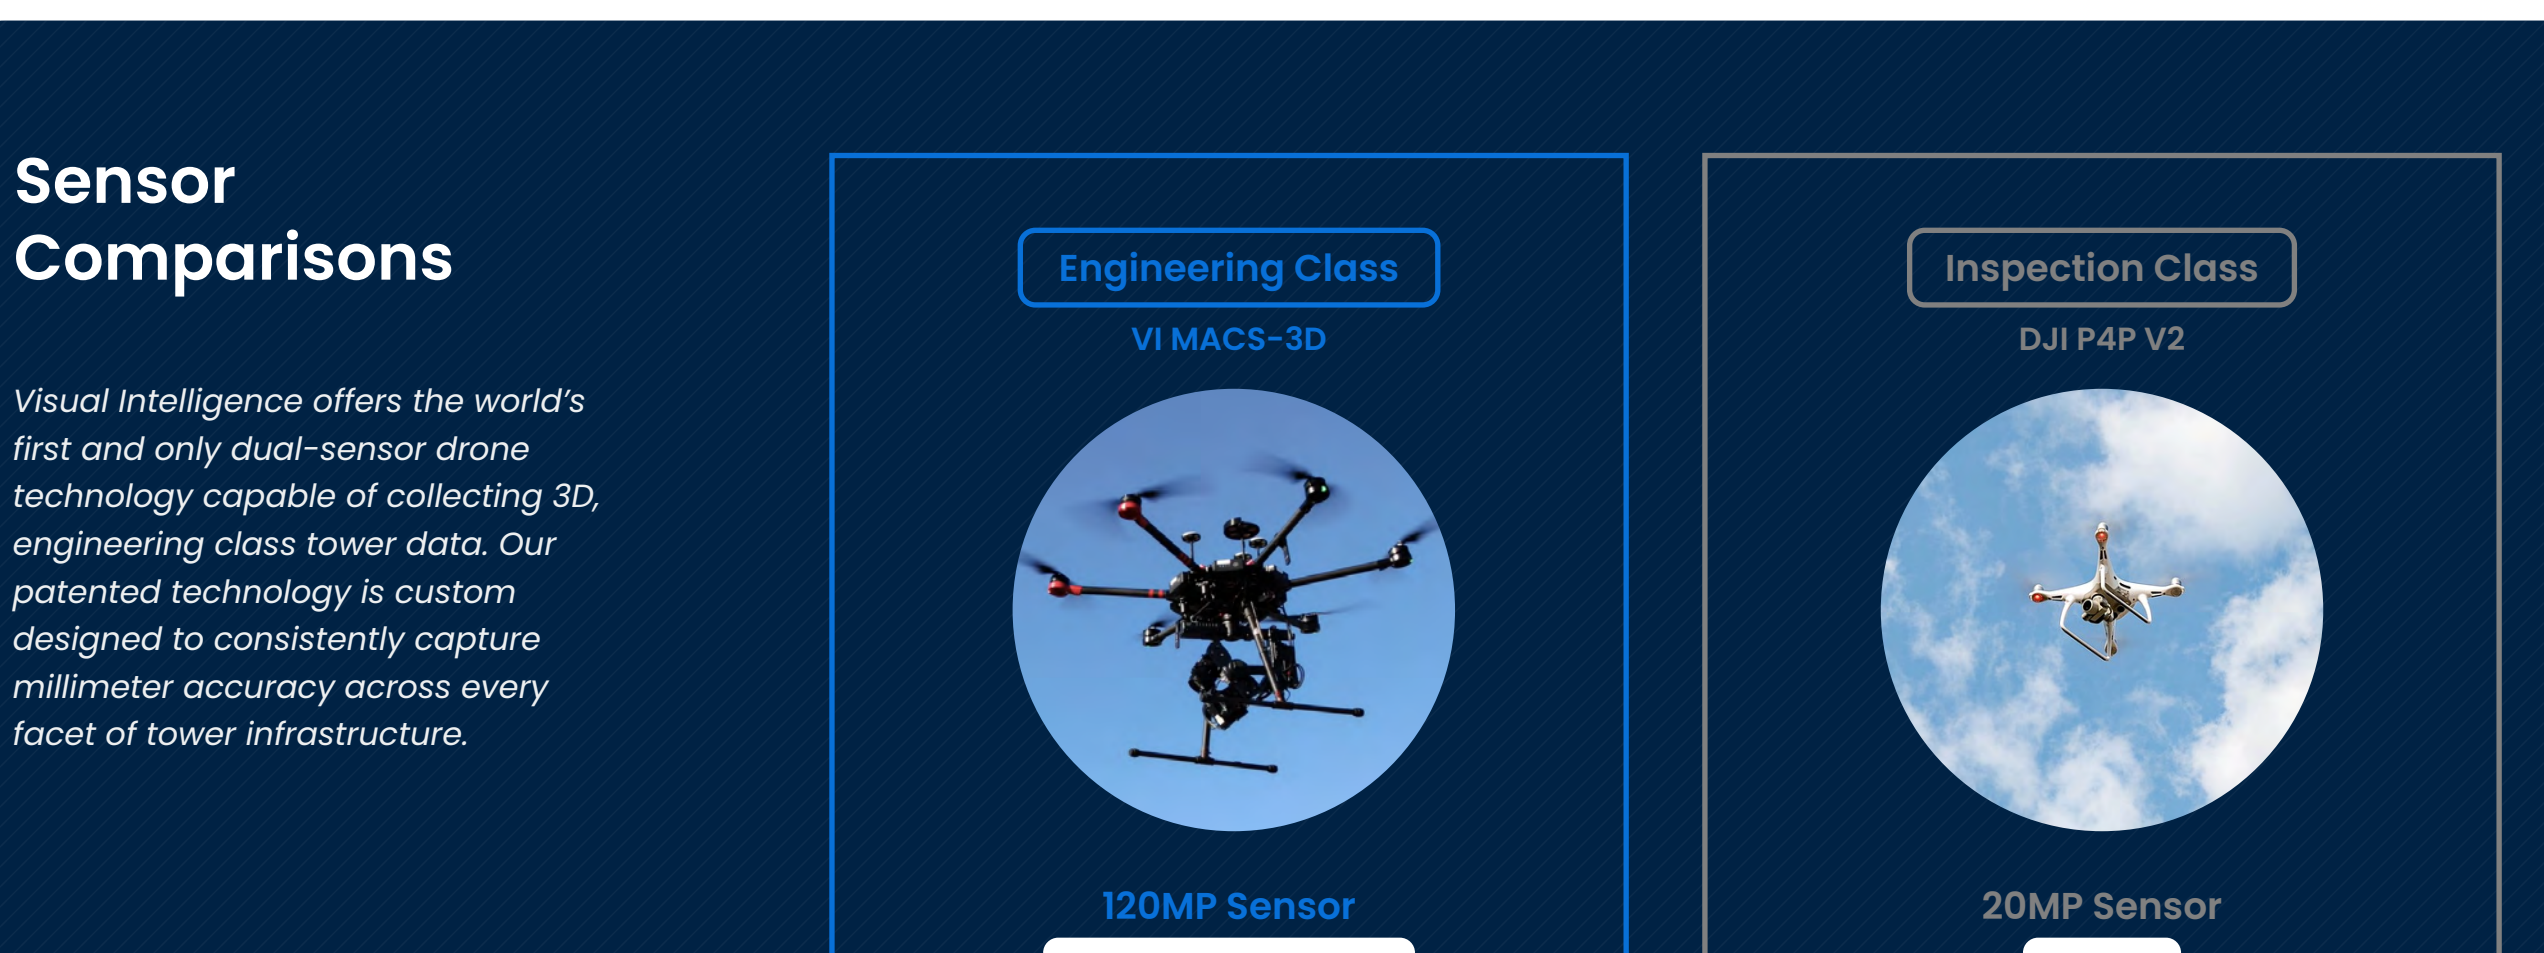 Sensor
Comparisons
Visual Intelligence offers the world’s
first and only dual-sensor drone
technology capable of collecting 3D,
engineering class tower data. Our
patented technology is custom
designed to consistently capture
millimeter accuracy across every
facet of tower infrastructure.
Engineering Class
VI MACS-3D
120MP Sensor
Inspection Class
DJI P4P V2
20MP Sensor